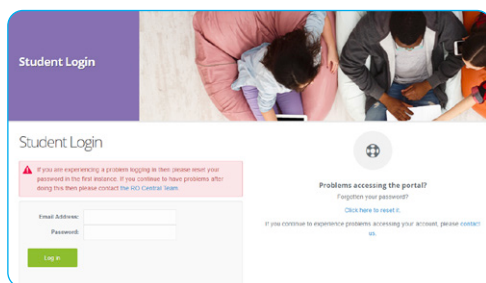 Student Login
Student Login
If you are experiencing a problem logging in then please reset your
password in the first instance. If you continue to have problems after
doing this then please contact the RO Central Team
Email Address:
Password:
Log in
Problems accessing the portal?
Forgotten your password?
Click here to reset it.
If you continue to experience problems accessing your account, please contact
us.